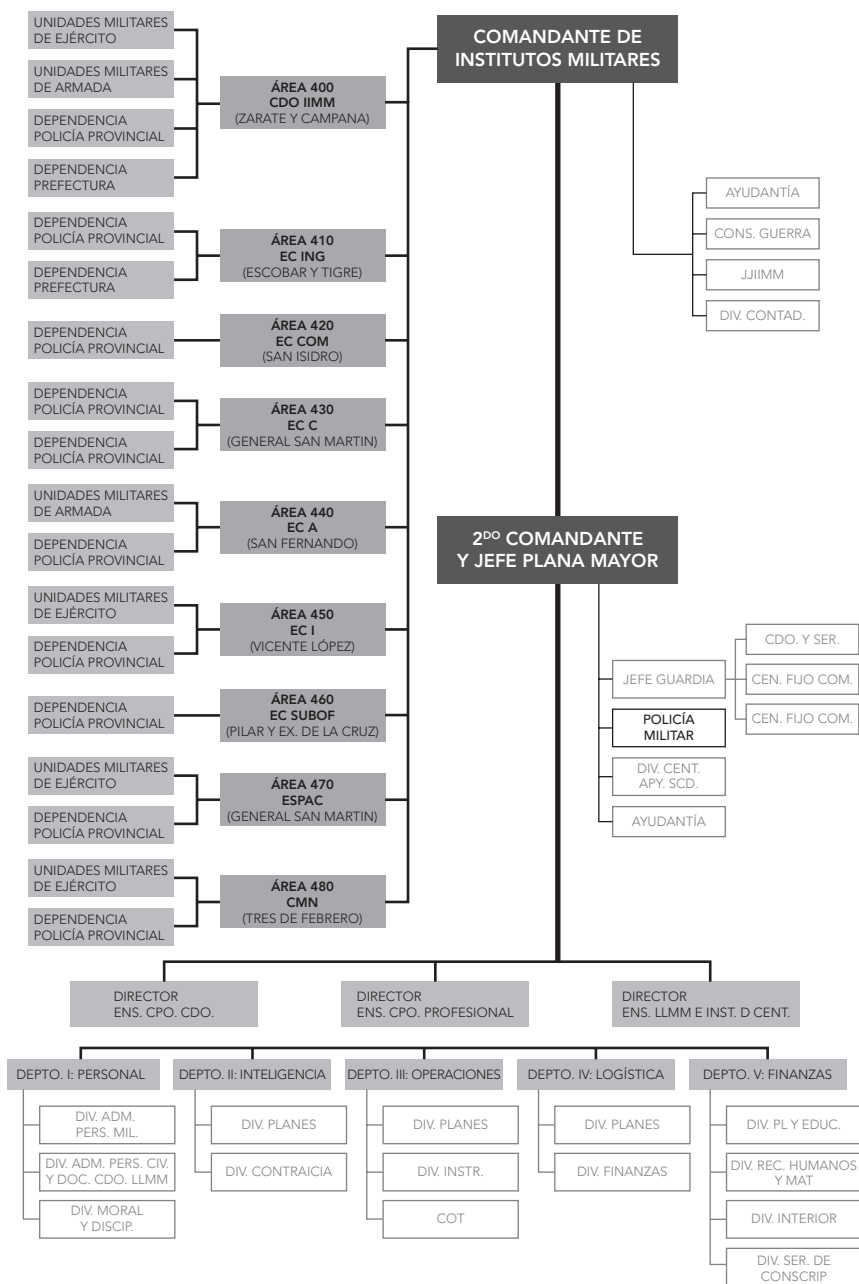 COMANDANTE DE
INSTITUTOS MILITARES
UNIDADES MILITARES
DE EJÉRCITO
UNIDADES MILITARES
DE ARMADA
DEPENDENCIA
POLICÍA PROVINCIAL
DEPENDENCIA
PREFECTURA
ÁREA 400
CDO IIMM
(ZARATE Y CAMPANA)
DEPENDENCIA
POLICÍA PROVINCIAL
DEPENDENCIA
PREFECTURA
ÁREA 410
EC ING
(ESCOBAR Y TIGRE)
DEPENDENCIA
POLICÍA PROVINCIAL
ÁREA 420
EC COM
(SAN ISIDRO)
DEPENDENCIA
POLICÍA PROVINCIAL
DEPENDENCIA
POLICÍA PROVINCIAL
ÁREA 430
EC C
(GENERAL SAN MARTIN)
UNIDADES MILITARES
DE ARMADA
DEPENDENCIA
POLICÍA PROVINCIAL
ÁREA 440
EC A
(SAN FERNANDO)
UNIDADES MILITARES
DE EJÉRCITO
DEPENDENCIA
POLICÍA PROVINCIAL
ÁREA 450
EC I
(VICENTE LÓPEZ)
DEPENDENCIA
POLICÍA PROVINCIAL
ÁREA 460
EC SUBOF
(PILAR Y EX. DE LA CRUZ)
UNIDADES MILITARES
DE EJÉRCITO
DEPENDENCIA
POLICÍA PROVINCIAL
ÁREA 470
ESPAC
(GENERAL SAN MARTIN)
UNIDADES MILITARES
DE EJÉRCITO
DEPENDENCIA
POLICÍA PROVINCIAL
ÁREA 480
CMN
(TRES DE FEBRERO)
AYUDANTÍA
CONS. GUERRA
JJIIMM
DIV. CONTAD.
2DO COMANDANTE
Y JEFE PLANA MAYOR
JEFE GUARDIA
CDO. Y SER.
CEN. FIJO COM.
CEN. FIJO COM.
POLICÍA
MILITAR
DIV. CENT.
APY. SCD.
AYUDANTÍA
DIRECTOR
ENS. CPO. CDO.
DIRECTOR
ENS. CPO. PROFESIONAL
DIRECTOR
ENS. LLMM E INST. D CENT.
DEPTO. I: PERSONAL
DIV. ADM.
PERS. MIL.
DIV. ADM. PERS. CIV.
Y DOC. CDO. LLMM
DIV. MORAL
Y DISCIP.
DEPTO. II: INTELIGENCIA
DIV. PLANES
DIV. CONTRAICIA
DEPTO. III: OPERACIONES
DIV. PLANES
DIV. INSTR.
COT
DEPTO. IV: LOGÍSTICA
DIV. PLANES
DIV. FINANZAS
DEPTO. V: FINANZAS
DIV. PL Y EDUC.
DIV. REC. HUMANOS
Y MAT
DIV. INTERIOR
DIV. SER. DE
CONSCRIP